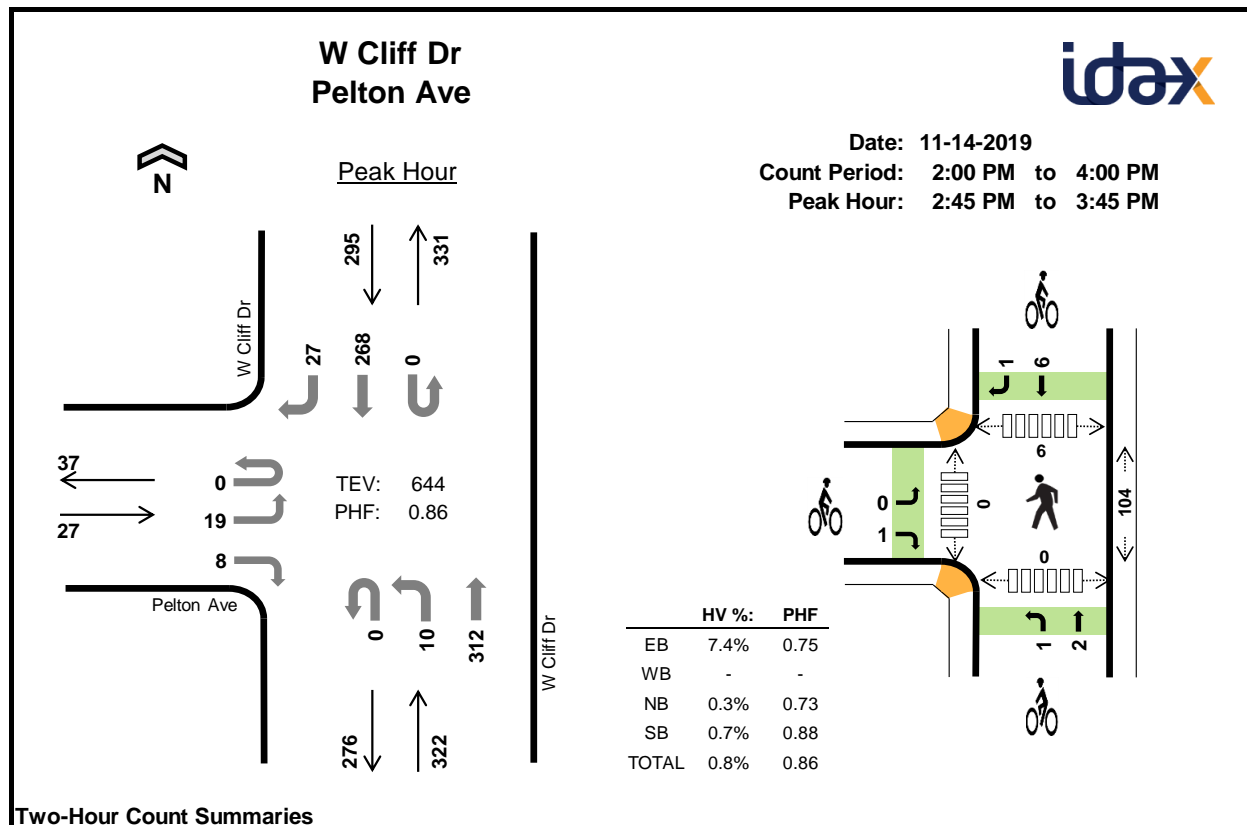 W Cliff Dr
Pelton Ave
idax
Date: 11-14-2019
Count Period: 2:00 PM to 4:00 PM
Peak Hour: 2:45 PM to 3:45 PM
N
Peak Hour
295
331
W Cliff Dr
27
268
0
37
0
TEV: 644
19
PHF: 0.86
27
8
Pelton Ave
0
10
312
W Cliff Dr
276
322
1
6
6
0
0
104
1
0
1
2
HV %: PHF
EB 7.4% 0.75
WB - -
NB 0.3% 0.73
SB 0.7% 0.88
TOTAL 0.8% 0.86
Two-Hour Count Summaries